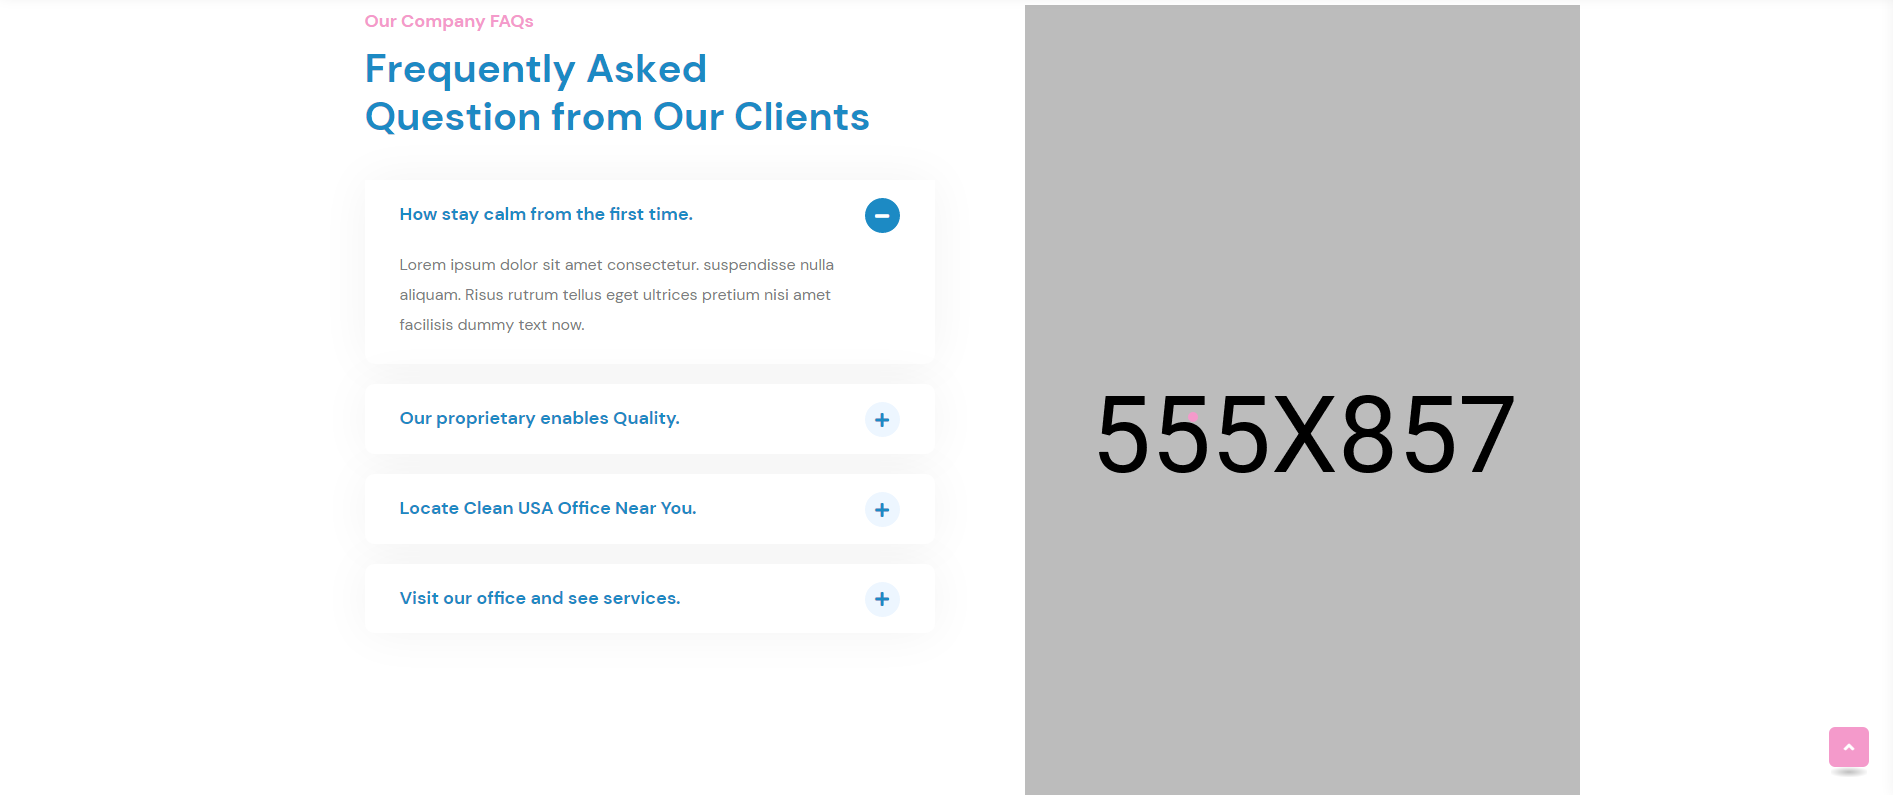 Our Company FAQs
Frequently Asked
Question from Our Clients
How stay calm from the first time.
Lorem ipsum dolor sit amet consectetur. suspendisse nulla
aliquam. Risus rutrum tellus eget ultrices pretium nisi amet
facilisis dummy text now.
Our proprietary enables Quality.
Locate Clean USA Office Near You.
Visit our office and see services.
555X857